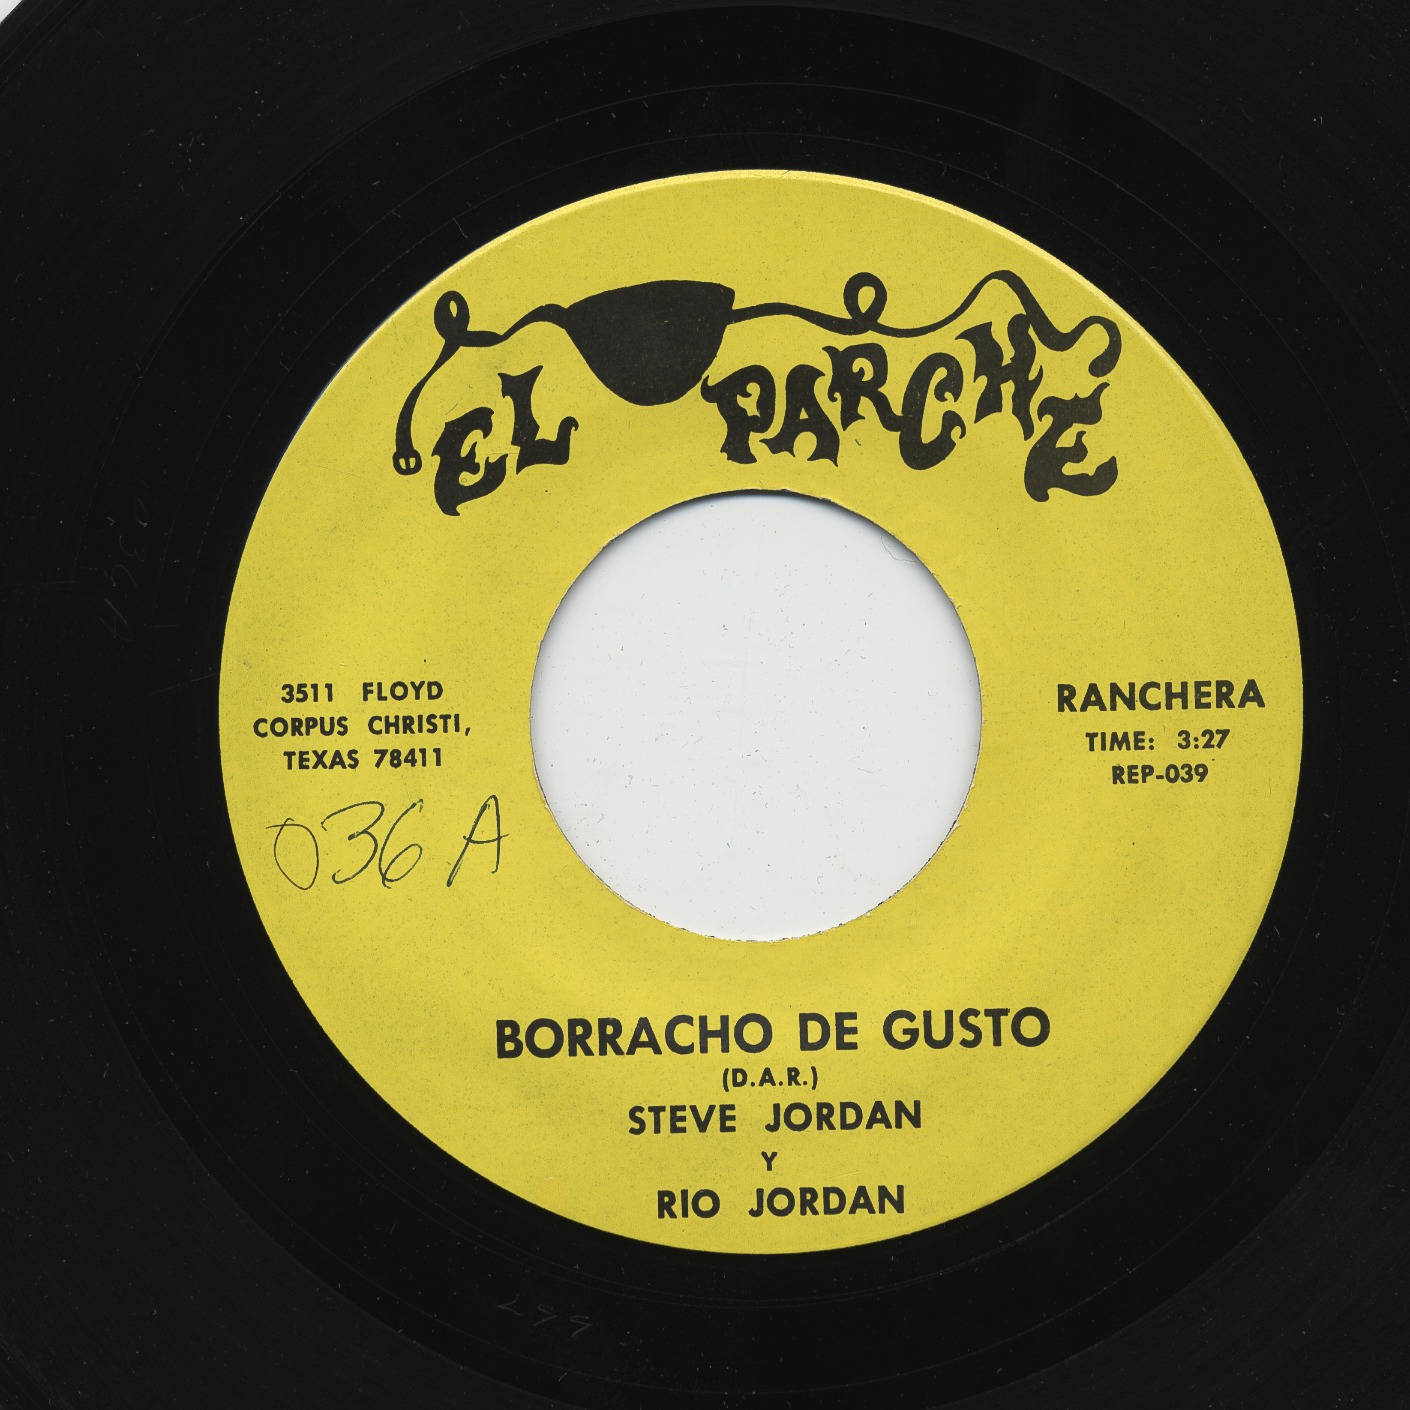 EL PARCHE
3511 FLOYD
CORPUS CHRISTI,
TEXAS 78411
036 A
RANCHERA
TIME: 3:27
REP-039
BORRACHO DE GUSTO
(D.A.R.)
STEVE JORDAN
Y
RIO JORDAN